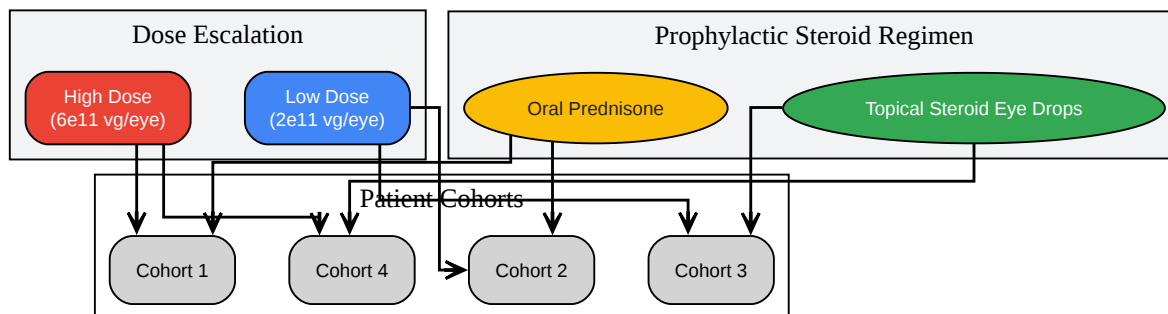 Dose Escalation
Prophylactic Steroid Regimen
High Dose
(6e11 vg/eye)
Low Dose
(2e11 vg/eye)
Oral Prednisone
Topical Steroid Eye Drops
Patient Cohorts
Cohort 1
Cohort 4
Cohort 2
Cohort 3